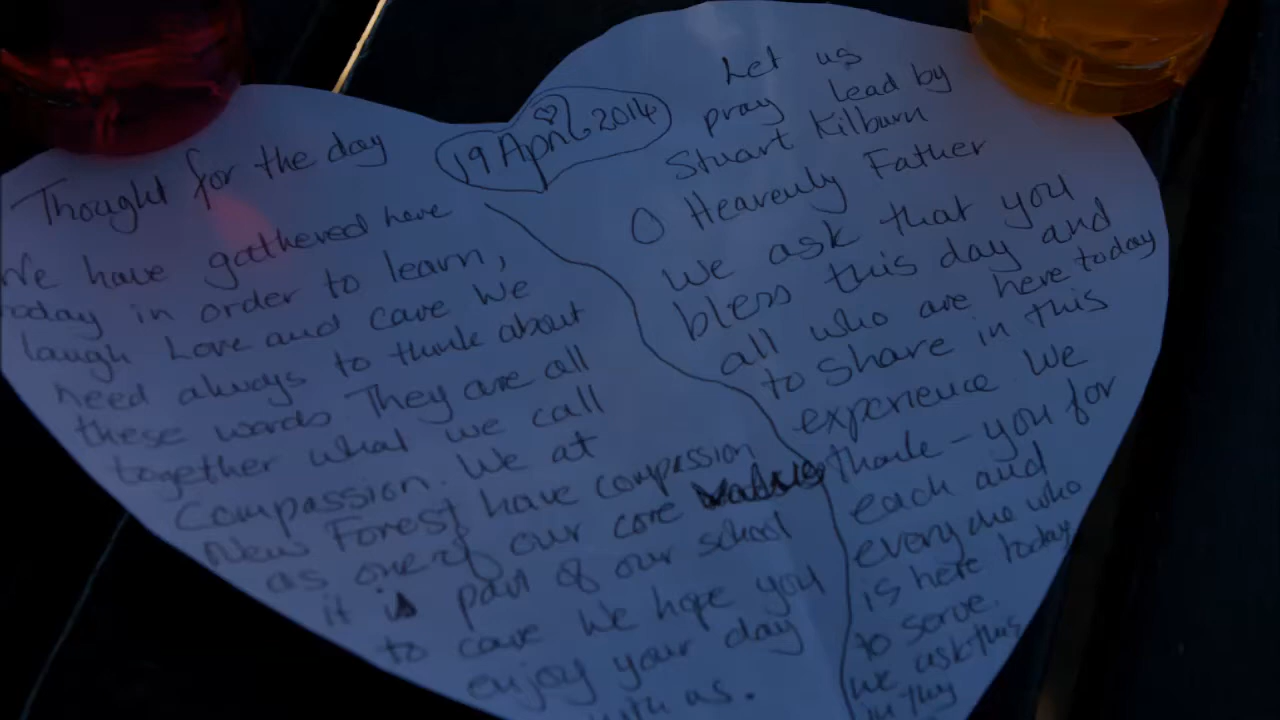 19 April 2014
Thought for the day
We have gathered here
today in order to learn,
laugh Love and care We
need always to think about
these words They are all
together what we call
Compassion. We at
New Forest have compassion
as one of our core values
it is part of our school
to care We hope you
enjoy your day
with us.
Let us
pray lead by
Stuart Kilburn
O Heavenly Father
we ask that you
bless this day and
all who are here today
to share in this
experience We
thank-you for
each and
every one who
is here today
to serve.
we ask this
in thy